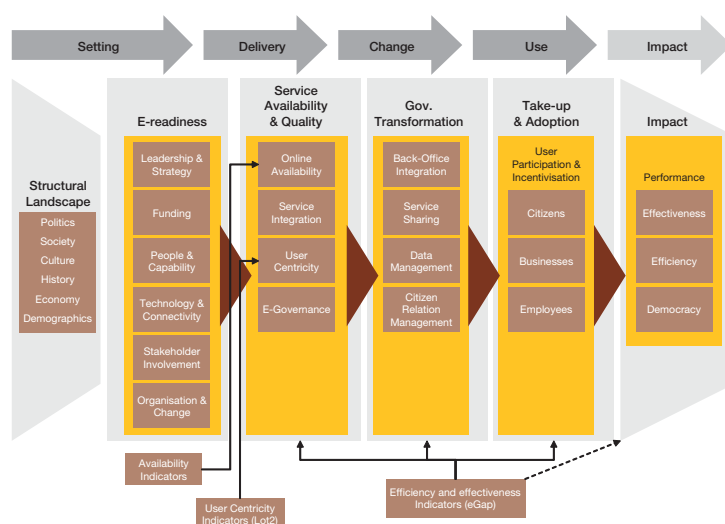 Setting
Delivery
Change
Use
Impact
Structural
Landscape
Politics
Society
Culture
History
Economy
Demographics
E-readiness
Leadership &
Strategy
Funding
People &
Capability
Technology &
Connectivity
Stakeholder
Involvement
Organisation &
Change
Service
Availability
& Quality
Online
Availability
Service
Integration
User
Centricity
E-Governance
Gov.
Transformation
Back-Office
Integration
Service
Sharing
Data
Management
Citizen
Relation
Management
Take-up
& Adoption
User
Participation &
Incentivisation
Citizens
Businesses
Employees
Impact
Performance
Effectiveness
Efficiency
Democracy
Availability
Indicators
User Centricity
Indicators (Lot2)
Efficiency and effectiveness
Indicators (eGap)